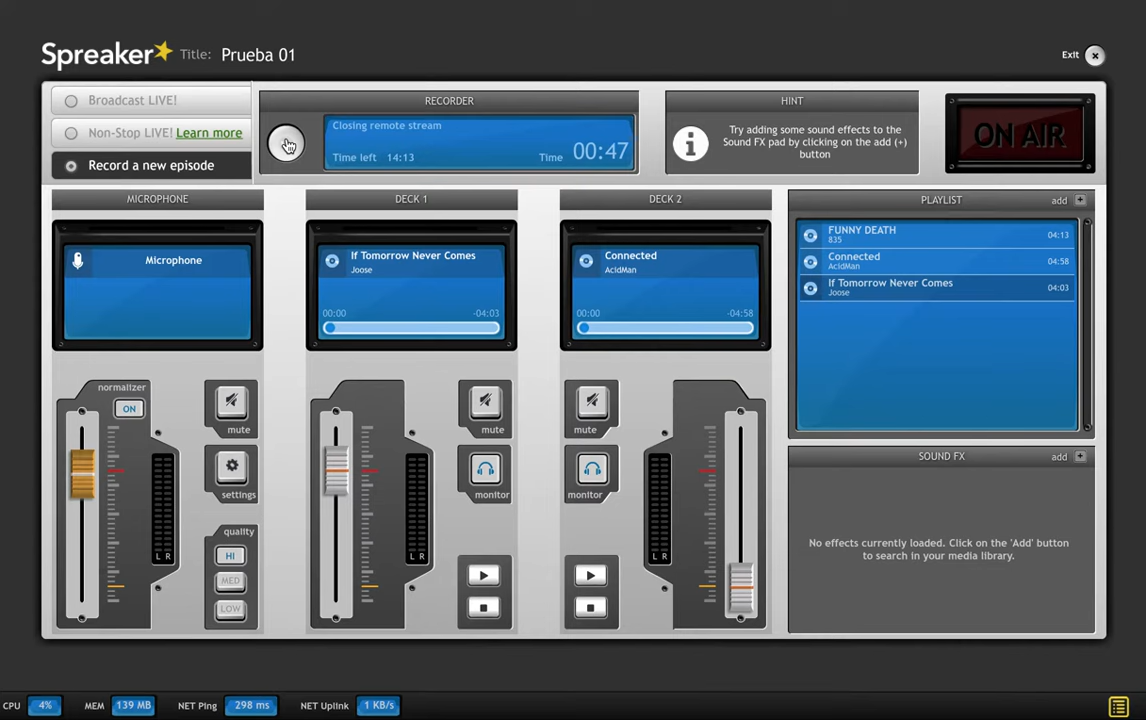 Spreaker
Title: Prueba 01
Exit
Broadcast LIVE!
Non-Stop LIVE! Learn more
Record a new episode
RECORDER
Closing remote stream
Time left 14:13
Time 00:47
HINT
Try adding some sound effects to the
Sound FX pad by clicking on the add (+)
button
ON AIR
MICROPHONE
Microphone
normalizer
ON
mute
settings
quality
HI
MED
LOW
L R
DECK 1
If Tomorrow Never Comes
Joose
00:00 -04:03
mute
monitor
L R
DECK 2
Connected
AcidMan
00:00 -04:58
mute
monitor
L R
PLAYLIST
add +
FUNNY DEATH 04:13
835
Connected 04:58
AcidMan
If Tomorrow Never Comes 04:03
Joose
SOUND FX
add +
No effects currently loaded. Click on the 'Add' button
to search in your media library.
CPU 4% MEM 139 MB NET Ping 298 ms NET Uplink 1 KB/s